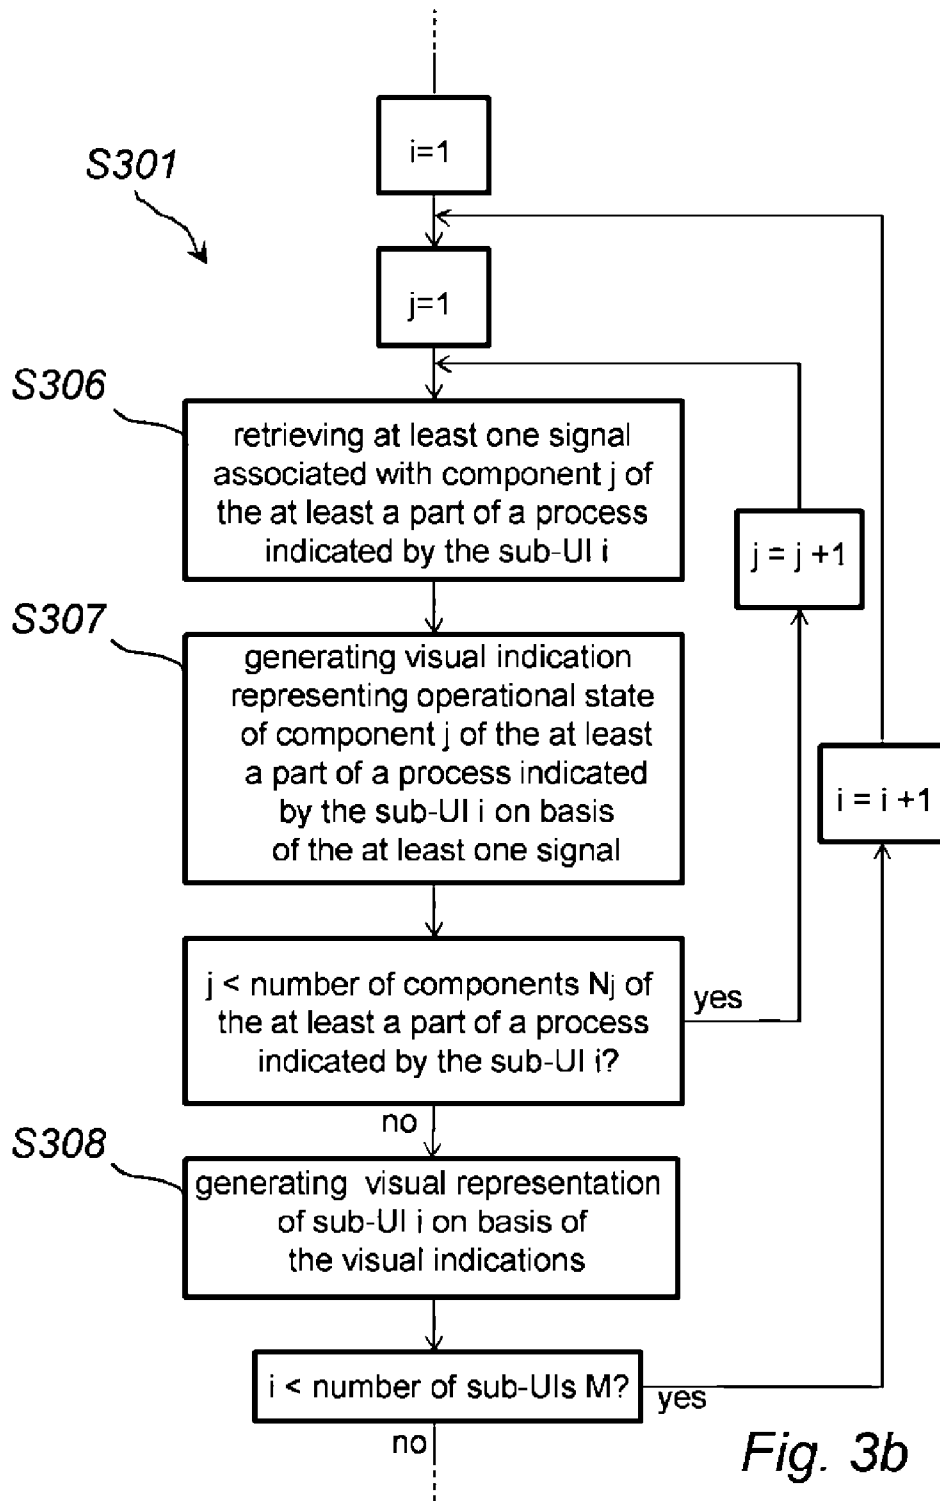 i=1
S301
j=1
S306
retrieving at least one signal
associated with component j of
the at least a part of a process
indicated by the sub-UI i
j = j +1
S307
generating visual indication
representing operational state
of component j of the at least
a part of a process indicated
by the sub-UI i on basis
of the at least one signal
i = i +1
j < number of components Nj of
the at least a part of a process
indicated by the sub-UI i?
yes
no
S308
generating visual representation
of sub-UI i on basis of
the visual indications
i < number of sub-UIs M?
yes
no
Fig. 3b